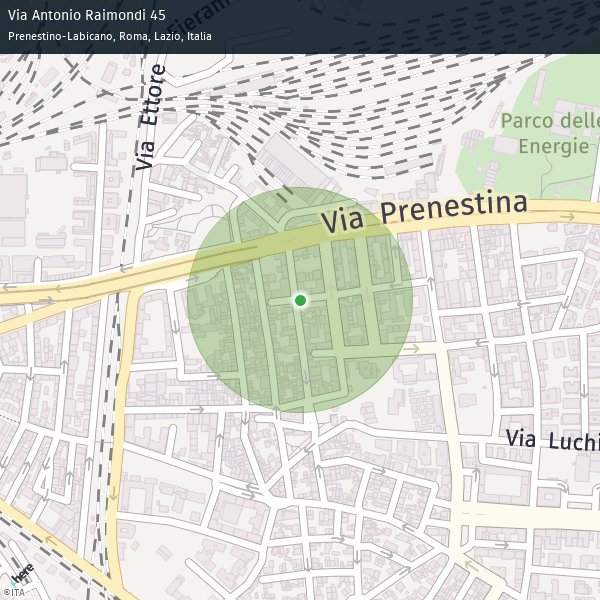 Via Antonio Raimondi 45
Prenestino-Labicano, Roma, Lazio, Italia
Via Ettore
Fieram
Parco delle
Energie
Via Prenestina
Via Luchi
here
©ITA